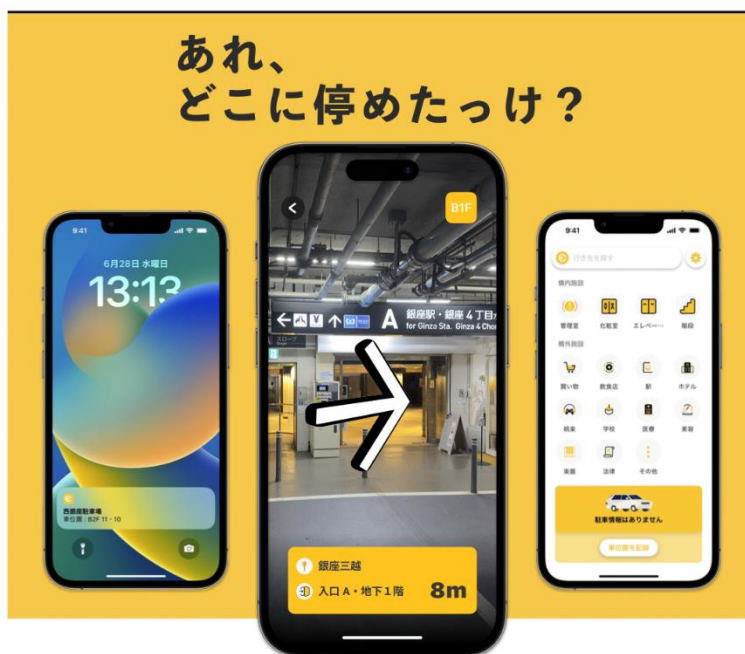 あれ、
どこに停めたっけ？
9:41
6月28日 水曜日
13:13
西銀座駐車場
車位置：B2F 11・10
B1F
A
銀座駅・銀座4丁目
for Ginza Sta. Ginza 4 Cho
スロープ
銀座三越
入口 A・地下1階
8m
9:41
行き先を探す
構内施設
管理室
化粧室
エレベー…
階段
構外施設
買い物
飲食店
駅
ホテル
娯楽
学校
医療
美容
楽器
法律
その他
駐車情報はありません
車位置を記録